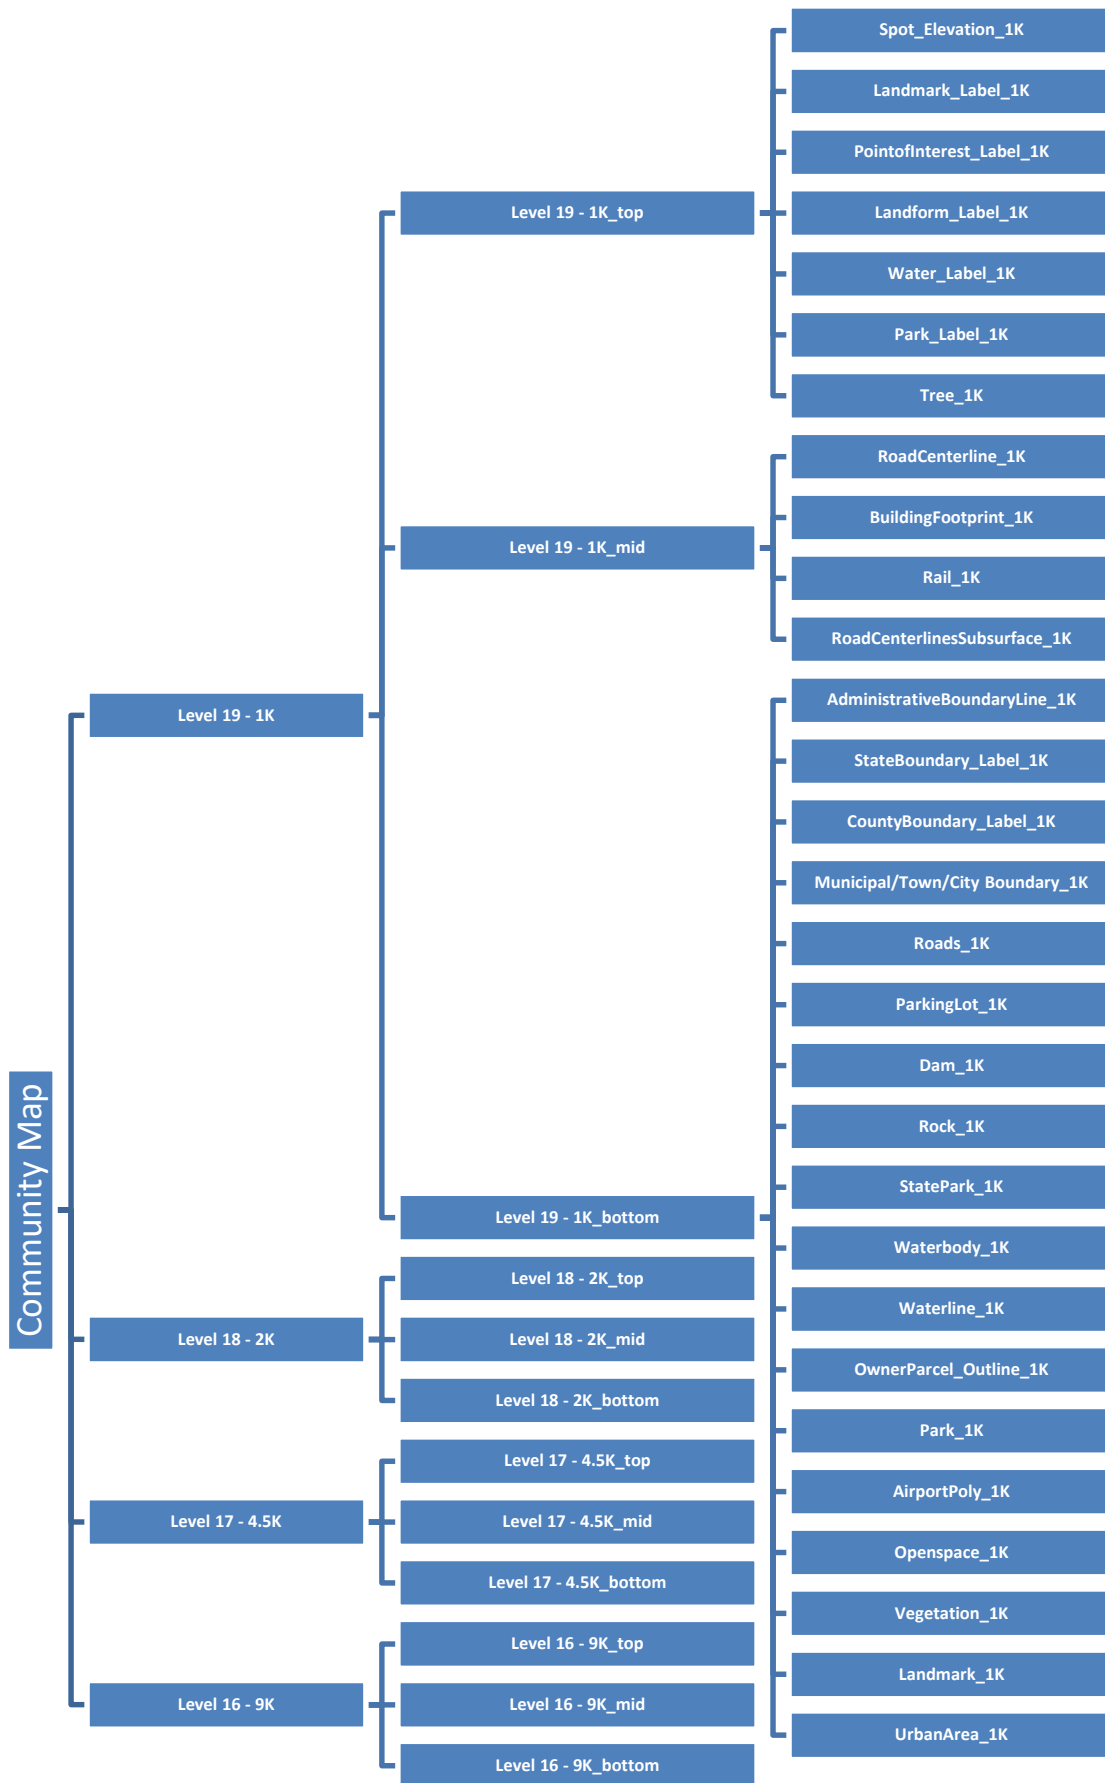 Community Map
Level 19 - 1K
Level 19 - 1K_top
Spot_Elevation_1K
Landmark_Label_1K
PointofInterest_Label_1K
Landform_Label_1K
Water_Label_1K
Park_Label_1K
Tree_1K
Level 19 - 1K_mid
RoadCenterline_1K
BuildingFootprint_1K
Rail_1K
RoadCenterlinesSubsurface_1K
Level 19 - 1K_bottom
AdministrativeBoundaryLine_1K
StateBoundary_Label_1K
CountyBoundary_Label_1K
Municipal/Town/City Boundary_1K
Roads_1K
ParkingLot_1K
Dam_1K
Rock_1K
StatePark_1K
Waterbody_1K
Waterline_1K
OwnerParcel_Outline_1K
Park_1K
AirportPoly_1K
Openspace_1K
Vegetation_1K
Landmark_1K
UrbanArea_1K
Level 18 - 2K
Level 18 - 2K_top
Level 18 - 2K_mid
Level 18 - 2K_bottom
Level 17 - 4.5K
Level 17 - 4.5K_top
Level 17 - 4.5K_mid
Level 17 - 4.5K_bottom
Level 16 - 9K
Level 16 - 9K_top
Level 16 - 9K_mid
Level 16 - 9K_bottom